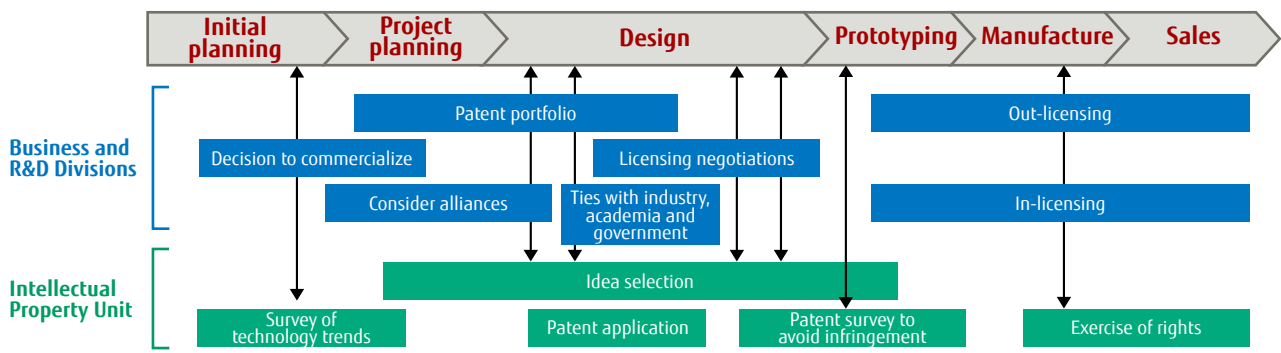 Initial
planning
Project
planning
Design
Prototyping
Manufacture
Sales
Business and
R&D Divisions
Patent portfolio
Out-licensing
Decision to commercialize
Licensing negotiations
Consider alliances
Ties with industry,
academia and
government
In-licensing
Intellectual
Property Unit
Idea selection
Survey of
technology trends
Patent application
Patent survey to
avoid infringement
Exercise of rights